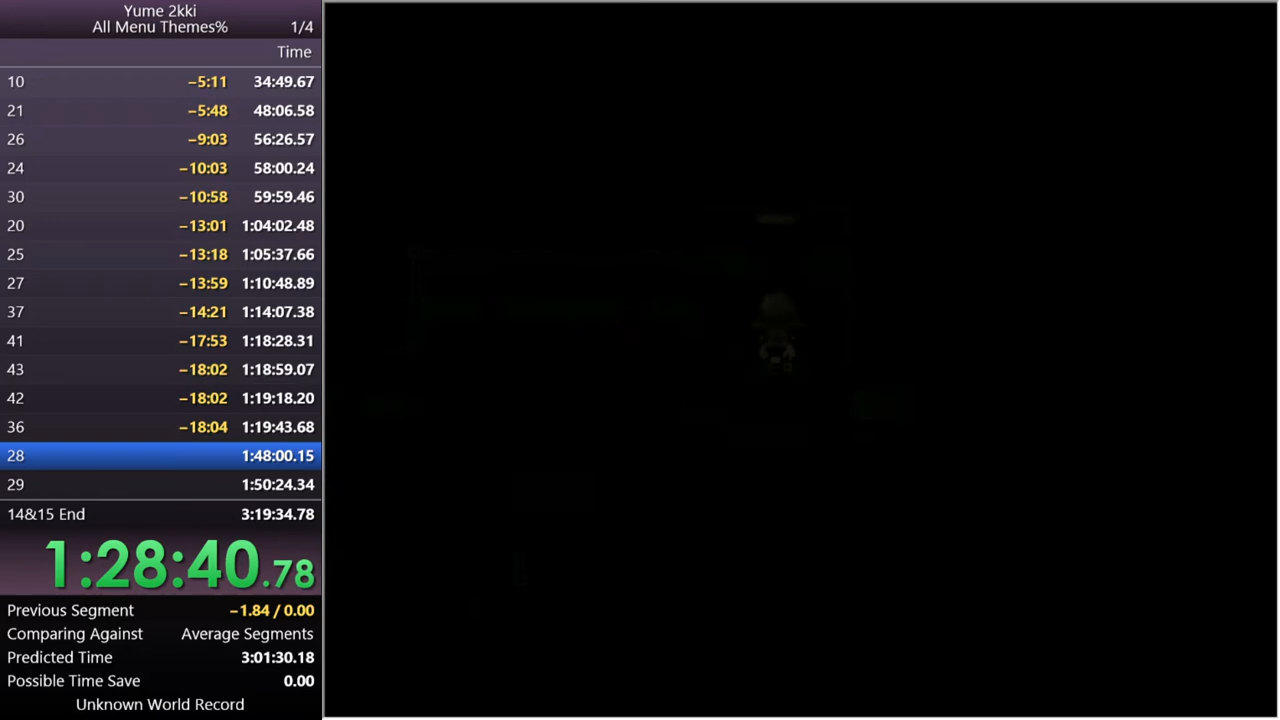 Yume 2kki
All Menu Themes% 1/4
Time
10 −5:11 34:49.67
21 −5:48 48:06.58
26 −9:03 56:26.57
24 −10:03 58:00.24
30 −10:58 59:59.46
20 −13:01 1:04:02.48
25 −13:18 1:05:37.66
27 −13:59 1:10:48.89
37 −14:21 1:14:07.38
41 −17:53 1:18:28.31
43 −18:02 1:18:59.07
42 −18:02 1:19:18.20
36 −18:04 1:19:43.68
28 1:48:00.15
29 1:50:24.34
14&15 End 3:19:34.78
1:28:40.78
Previous Segment −1.84 / 0.00
Comparing Against Average Segments
Predicted Time 3:01:30.18
Possible Time Save 0.00
Unknown World Record